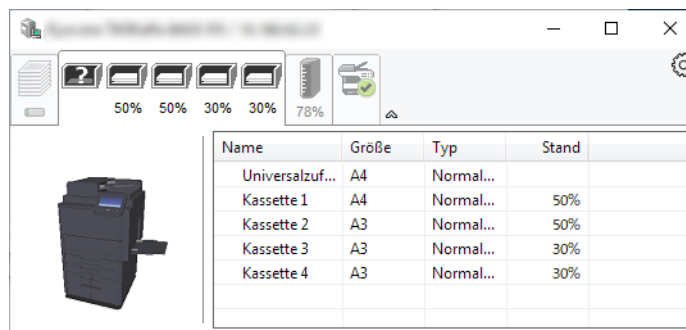 ?
50% 50% 30% 30% 78%
Name Größe Typ Stand
Universalzuf... A4 Normal...
Kassette 1 A4 Normal... 50%
Kassette 2 A3 Normal... 50%
Kassette 3 A3 Normal... 30%
Kassette 4 A3 Normal... 30%